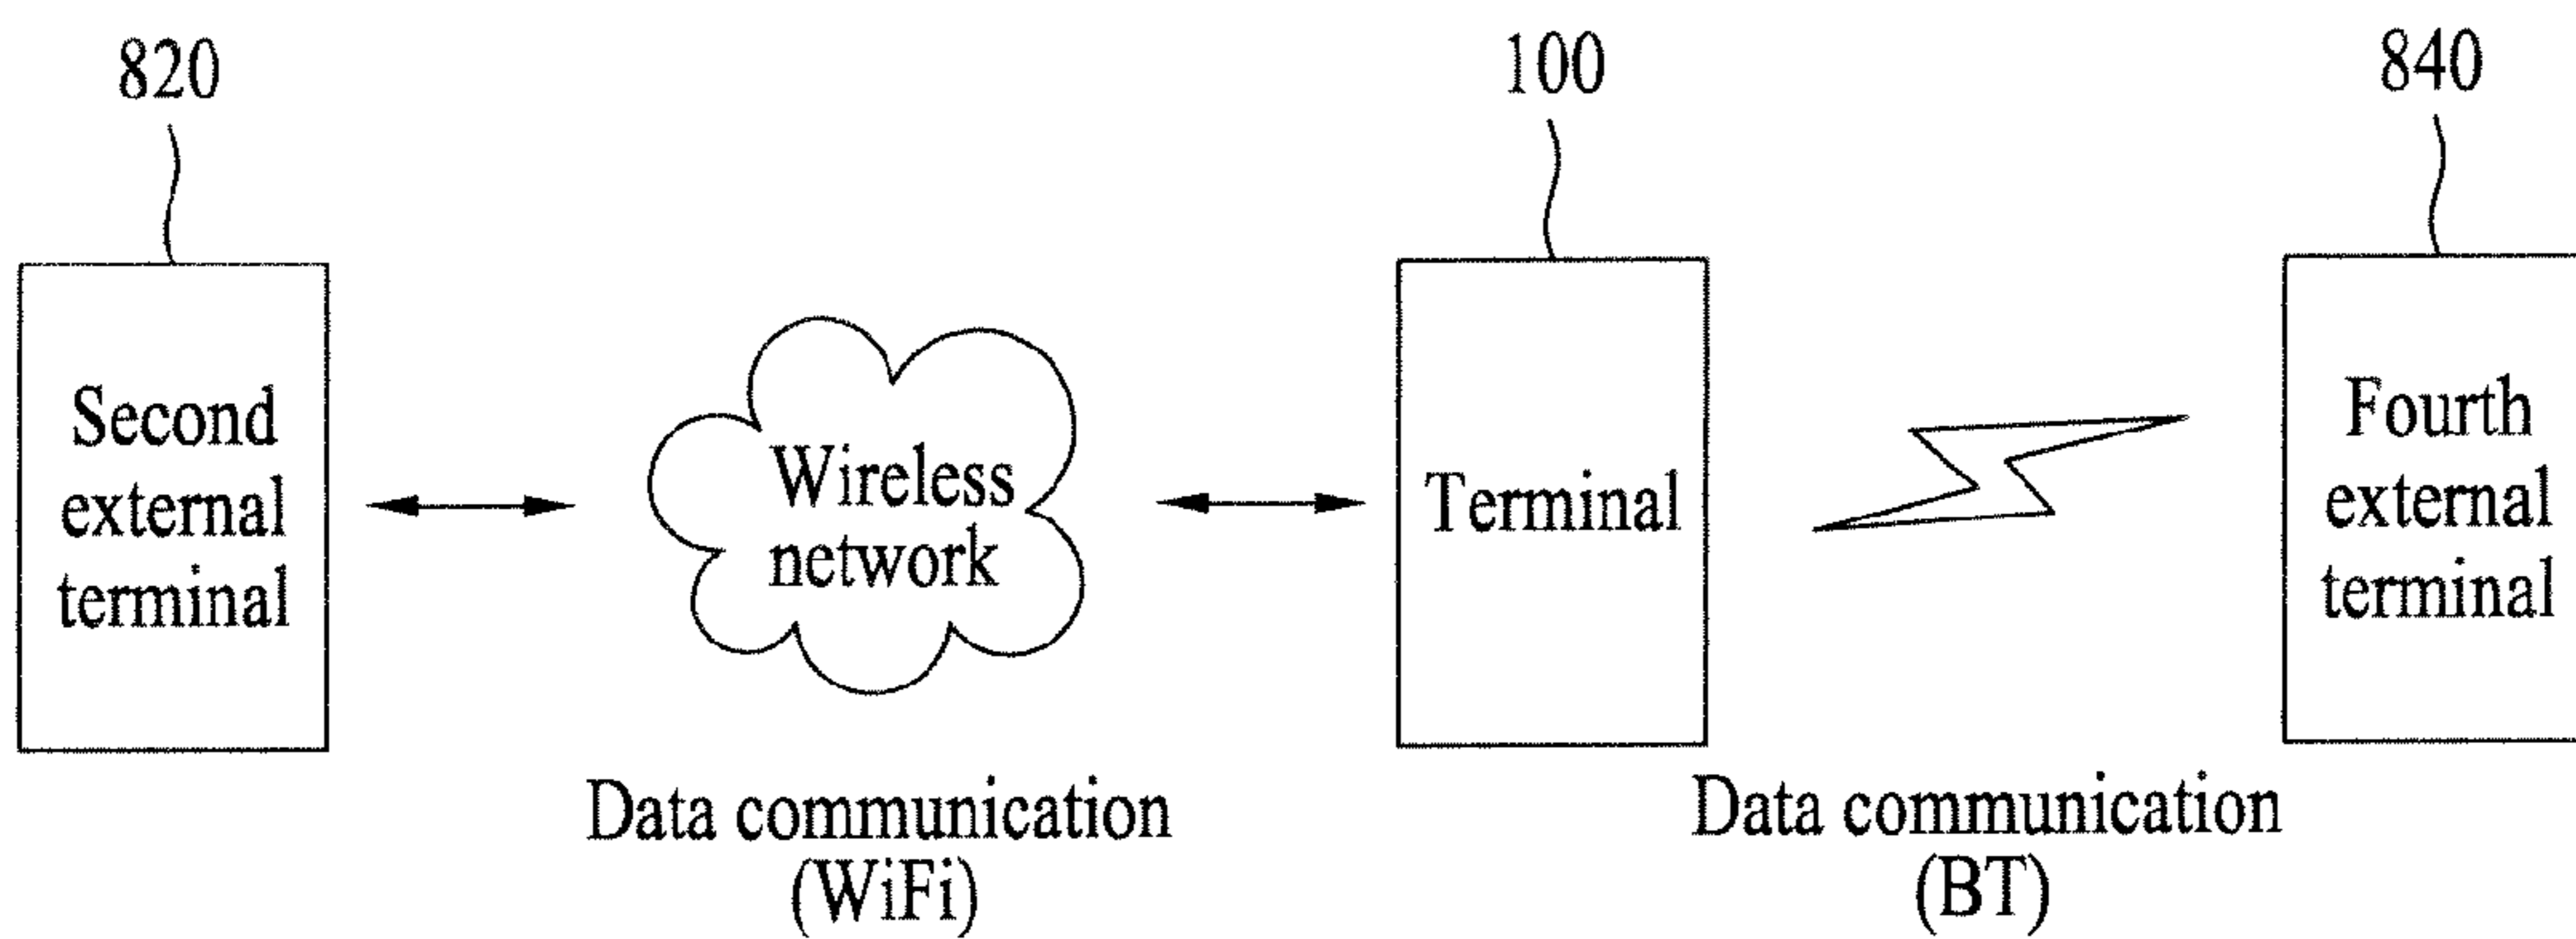 820
100
840
Second
external
terminal
Wireless
network
Terminal
Fourth
external
terminal
Data communication
(WiFi)
Data communication
(BT)